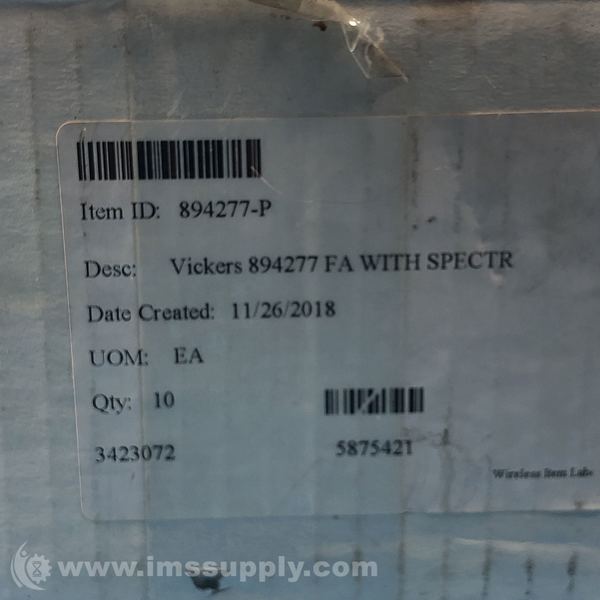 Item ID: 894277-P
Desc: Vickers 894277 FA WITH SPECTR
Date Created: 11/26/2018
UOM: EA
Qty: 10
3423072 5875421
Wireless Item Labe
www.imssupply.com